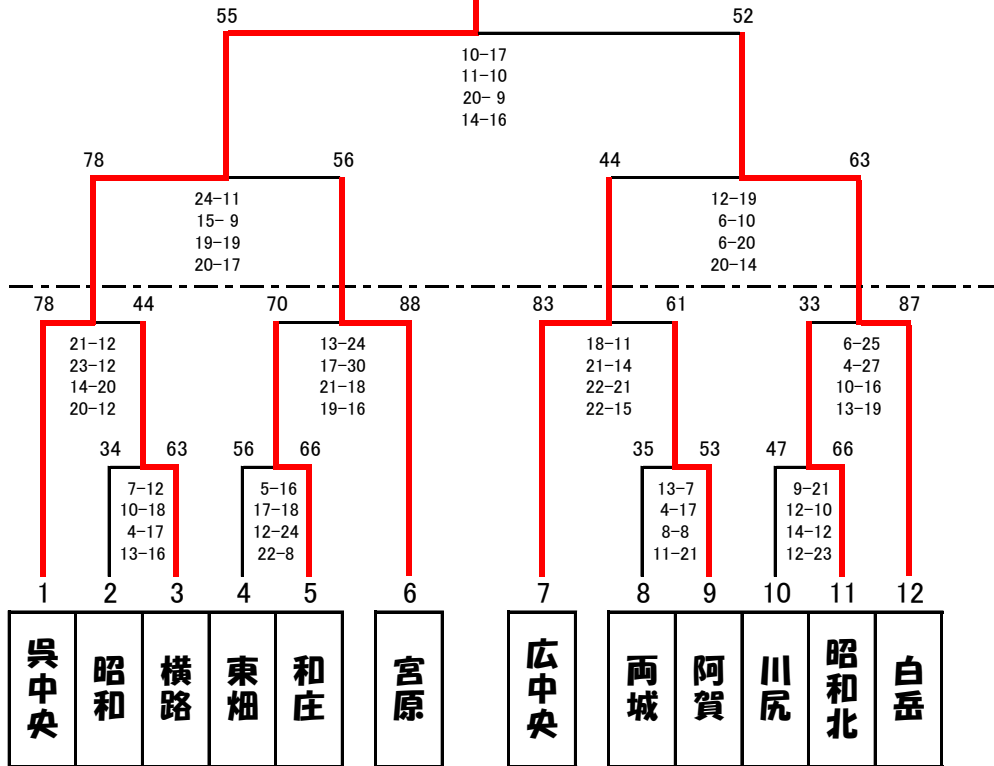 55 52
10-17
11-10
20- 9
14-16
78 56 44 63
24-11 12-19
15- 9 6-10
19-19 6-20
20-17 20-14
78 44 70 88 83 61 33 87
21-12 13-24 18-11 6-25
23-12 17-30 21-14 4-27
14-20 21-18 22-21 10-16
20-12 19-16 22-15 13-19
34 63 56 66 35 53 47 66
7-12 5-16 13-7 9-21
10-18 17-18 4-17 12-10
4-17 12-24 8-8 14-12
13-16 22-8 11-21 12-23
1 2 3 4 5 6 7 8 9 10 11 12
呉中央 昭和 横路 東畑 和庄 宮原 広中央 両城 阿賀 川尻 昭和北 白岳